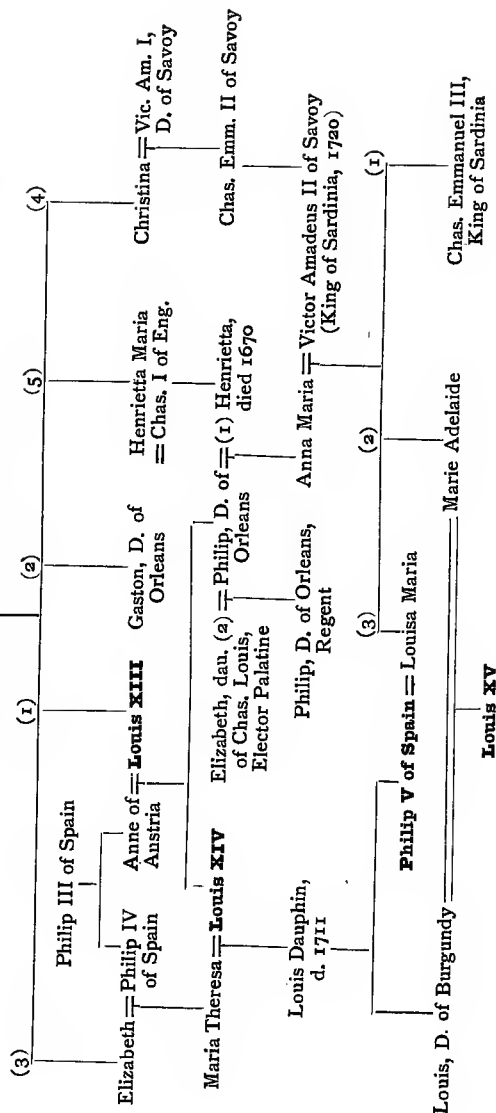 (3)
(1)
(2)
(5)
(4)
Philip III of Spain
Elizabeth = Philip IV
of Spain
Anne of = Louis XIII
Austria
Gaston, D. of
Orleans
Henrietta Maria
= Chas. I of Eng.
Christina = Vic. Am. I,
D. of Savoy
Maria Theresa = Louis XIV
Elizabeth, dau. (2) = Philip, D. of = (1) Henrietta,
of Chas. Louis,
Elector Palatine
Orleans
died 1670
Chas. Emm. II of Savoy
Louis Dauphin,
d. 1711
Philip, D. of Orleans,
Regent
Anna Maria = Victor Amadeus II of Savoy
(King of Sardinia, 1720)
(3)
(2)
(1)
Philip V of Spain = Louisa Maria
Louis, D. of Burgundy = Marie Adelaide
Chas. Emmanuel III,
King of Sardinia
Louis XV